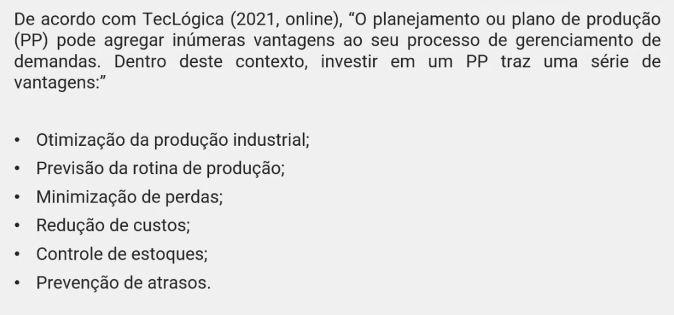 De acordo com TecLógica (2021, online), “O planejamento ou plano de produção
(PP) pode agregar inúmeras vantagens ao seu processo de gerenciamento de
demandas. Dentro deste contexto, investir em um PP traz uma série de
vantagens:”
• Otimização da produção industrial;
• Previsão da rotina de produção;
• Minimização de perdas;
• Redução de custos;
• Controle de estoques;
• Prevenção de atrasos.